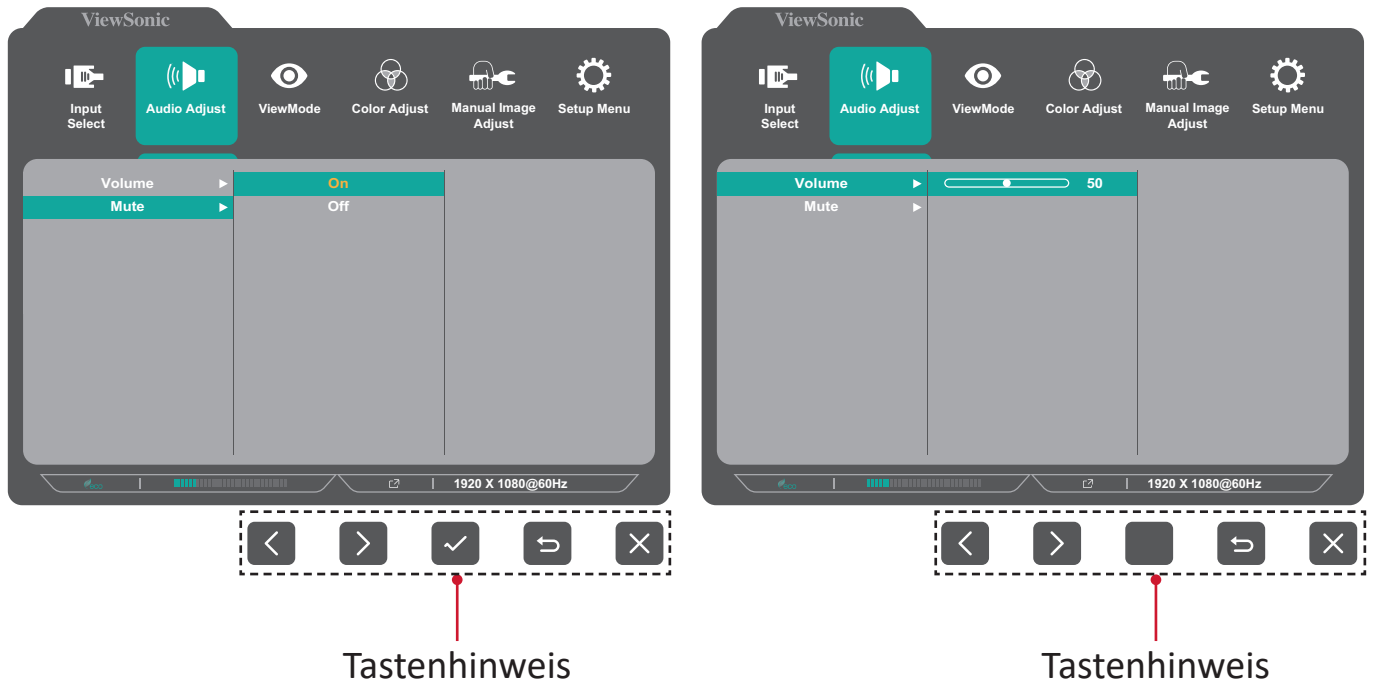 ViewSonic
Input Select
Audio Adjust
ViewMode
Color Adjust
Manual Image Adjust
Setup Menu
Volume
On
Mute
Off
eco
1920 X 1080@60Hz
Tastenhinweis
ViewSonic
Input Select
Audio Adjust
ViewMode
Color Adjust
Manual Image Adjust
Setup Menu
Volume
50
Mute
eco
1920 X 1080@60Hz
Tastenhinweis